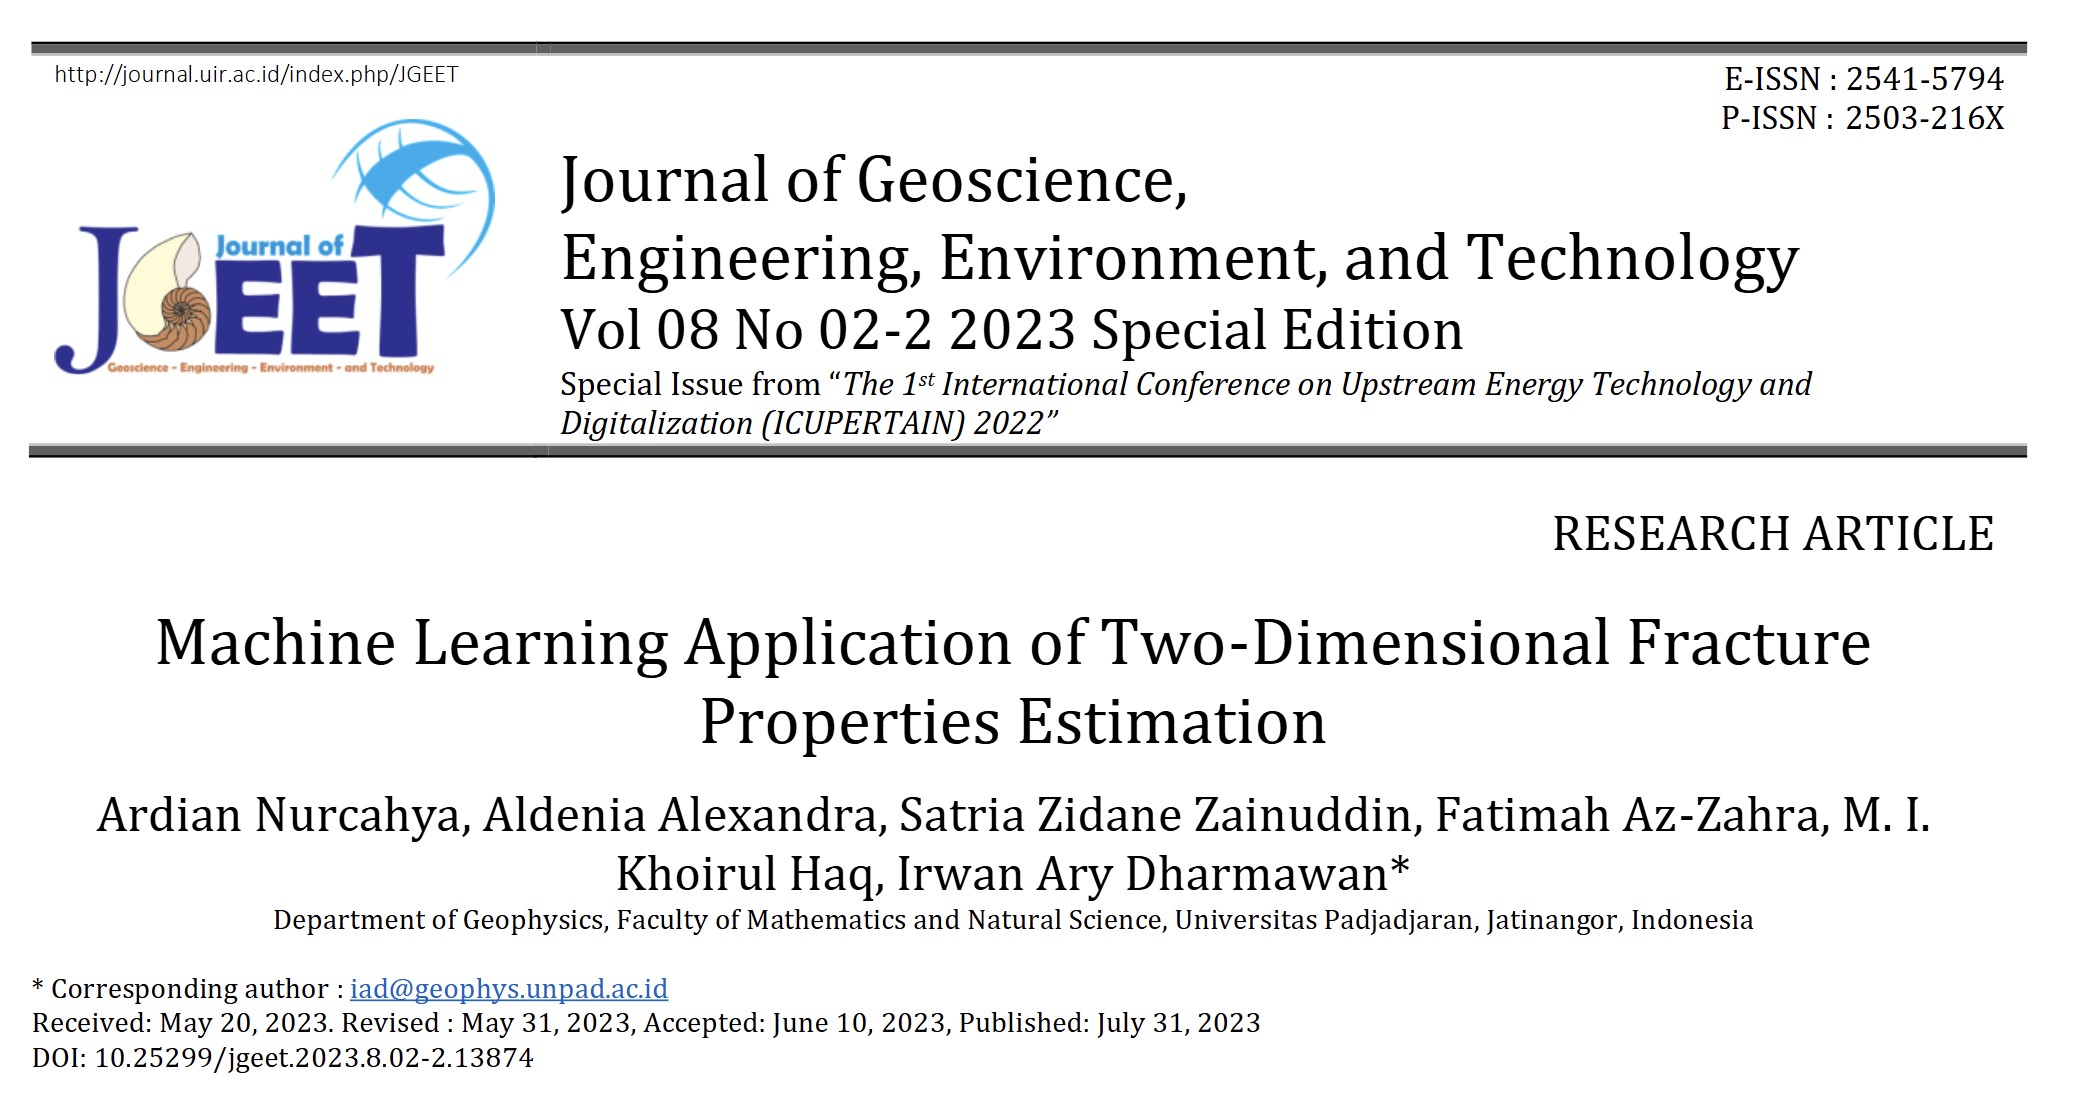 http://journal.uir.ac.id/index.php/JGEET
E-ISSN : 2541-5794
P-ISSN : 2503-216X
Journal of
JGEET
Geoscience - Engineering - Environment - and Technology
Journal of Geoscience,
Engineering, Environment, and Technology
Vol 08 No 02-2 2023 Special Edition
Special Issue from “The 1st International Conference on Upstream Energy Technology and
Digitalization (ICUPERTAIN) 2022”
RESEARCH ARTICLE
Machine Learning Application of Two-Dimensional Fracture
Properties Estimation
Ardian Nurcahya, Aldenia Alexandra, Satria Zidane Zainuddin, Fatimah Az-Zahra, M. I.
Khoirul Haq, Irwan Ary Dharmawan*
Department of Geophysics, Faculty of Mathematics and Natural Science, Universitas Padjadjaran, Jatinangor, Indonesia
* Corresponding author : iad@geophys.unpad.ac.id
Received: May 20, 2023. Revised : May 31, 2023, Accepted: June 10, 2023, Published: July 31, 2023
DOI: 10.25299/jgeet.2023.8.02-2.13874